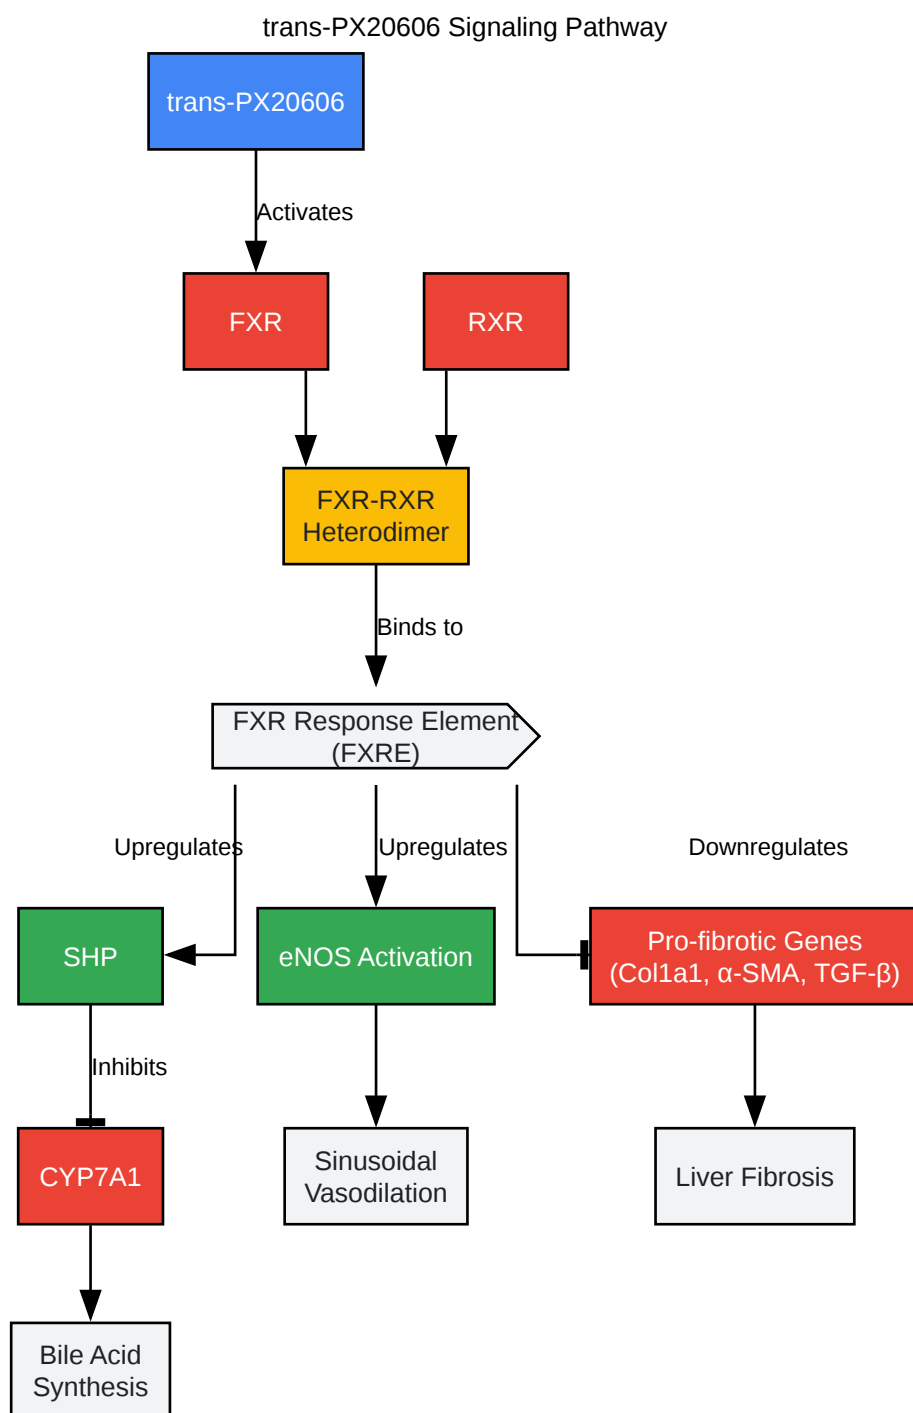 trans-PX20606 Signaling Pathway
trans-PX20606
Activates
FXR
RXR
FXR-RXR
Heterodimer
Binds to
FXR Response Element
(FXRE)
Upregulates
Upregulates
Downregulates
SHP
eNOS Activation
Pro-fibrotic Genes
(Col1a1, α-SMA, TGF-β)
Inhibits
CYP7A1
Sinusoidal
Vasodilation
Liver Fibrosis
Bile Acid
Synthesis